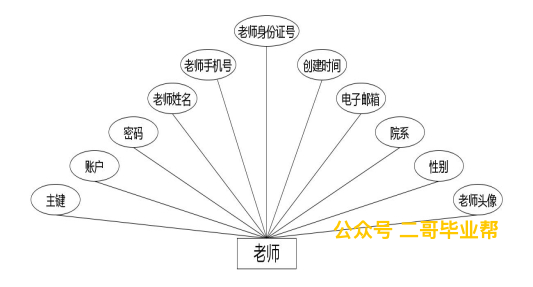 老师身份证号
老师手机号
创建时间
老师姓名
电子邮箱
密码
院系
账户
性别
主键
老师头像
公众号 二哥毕业帮
老师